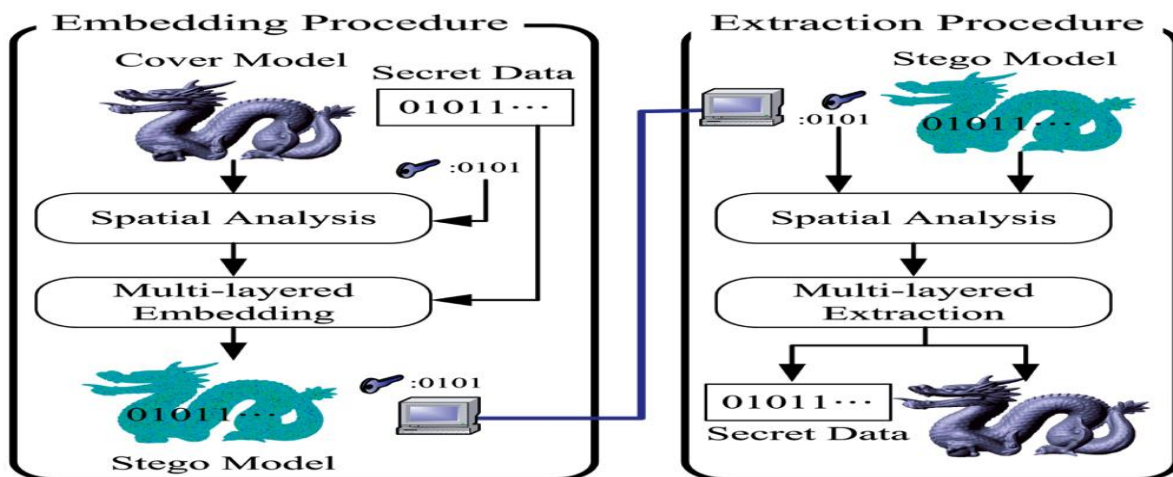 Embedding Procedure
Cover Model
Secret Data
01011···
:0101
Spatial Analysis
Multi-layered
Embedding
:0101
01011···
Stego Model
Extraction Procedure
Stego Model
:0101
01011···
Spatial Analysis
Multi-layered
Extraction
01011···
Secret Data